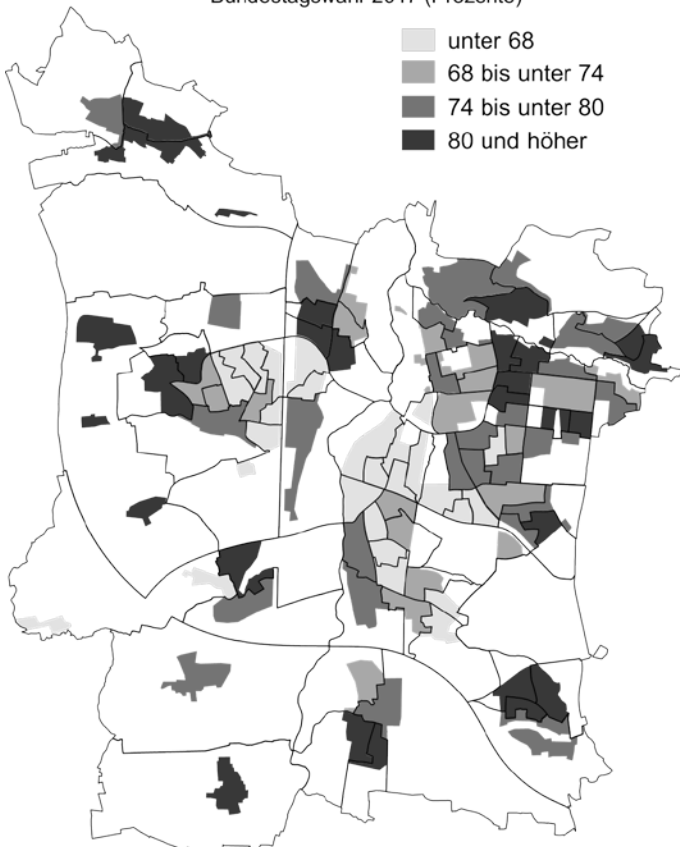 Bundestagswahl 2017 (Prozente)
unter 68
68 bis unter 74
74 bis unter 80
80 und höher